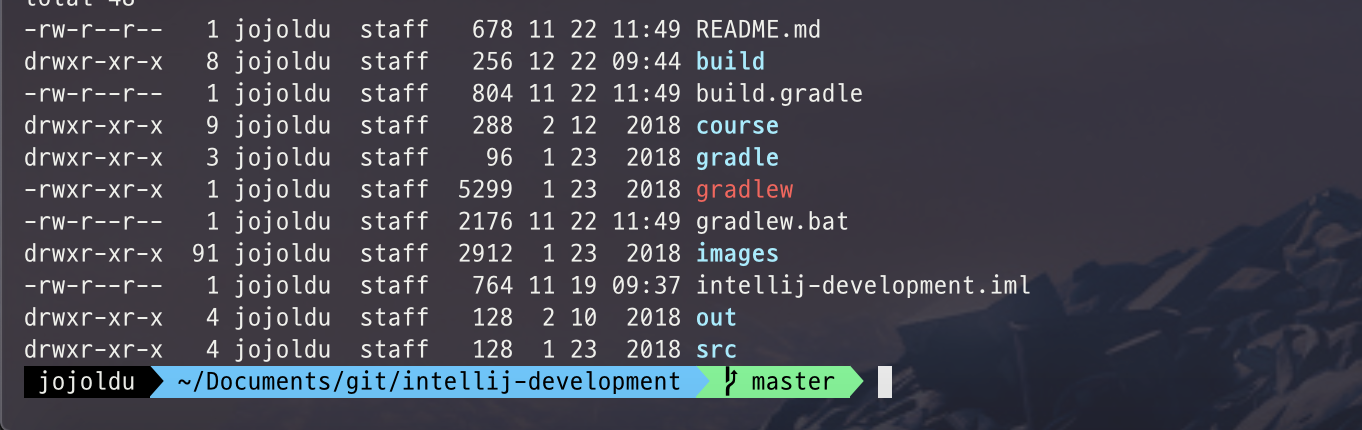 total 48
-rw-r--r-- 1 jojoldu staff 678 11 22 11:49 README.md
drwxr-xr-x 8 jojoldu staff 256 12 22 09:44 build
-rw-r--r-- 1 jojoldu staff 804 11 22 11:49 build.gradle
drwxr-xr-x 9 jojoldu staff 288 2 12 2018 course
drwxr-xr-x 3 jojoldu staff 96 1 23 2018 gradle
-rwxr-xr-x 1 jojoldu staff 5299 1 23 2018 gradlew
-rw-r--r-- 1 jojoldu staff 2176 11 22 11:49 gradlew.bat
drwxr-xr-x 91 jojoldu staff 2912 1 23 2018 images
-rw-r--r-- 1 jojoldu staff 764 11 19 09:37 intellij-development.iml
drwxr-xr-x 4 jojoldu staff 128 2 10 2018 out
drwxr-xr-x 4 jojoldu staff 128 1 23 2018 src
jojoldu ~/Documents/git/intellij-development master